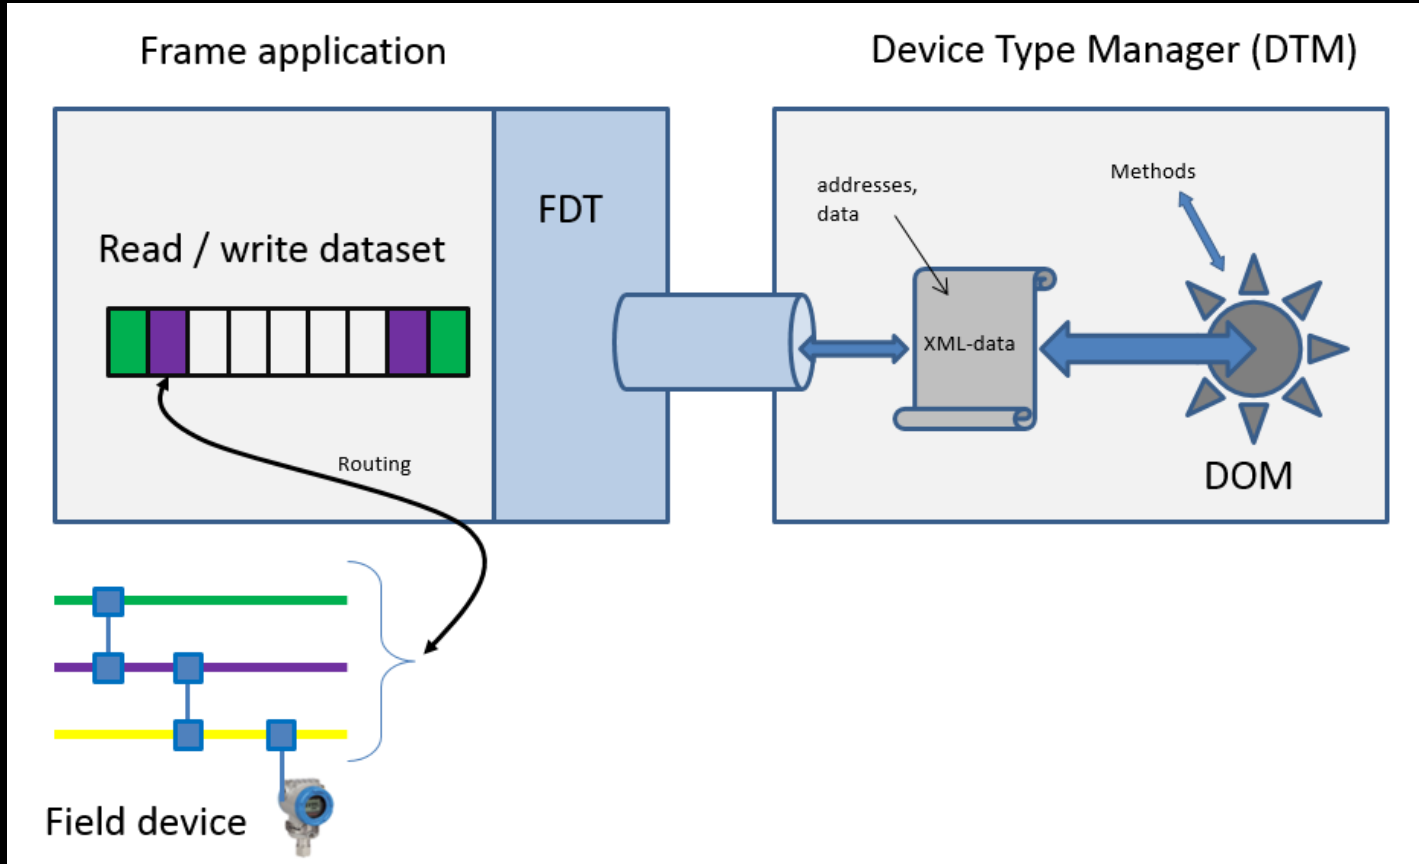 Frame application
Device Type Manager (DTM)
Read / write dataset
FDT
Routing
addresses,
data
Methods
XML-data
DOM
Field device